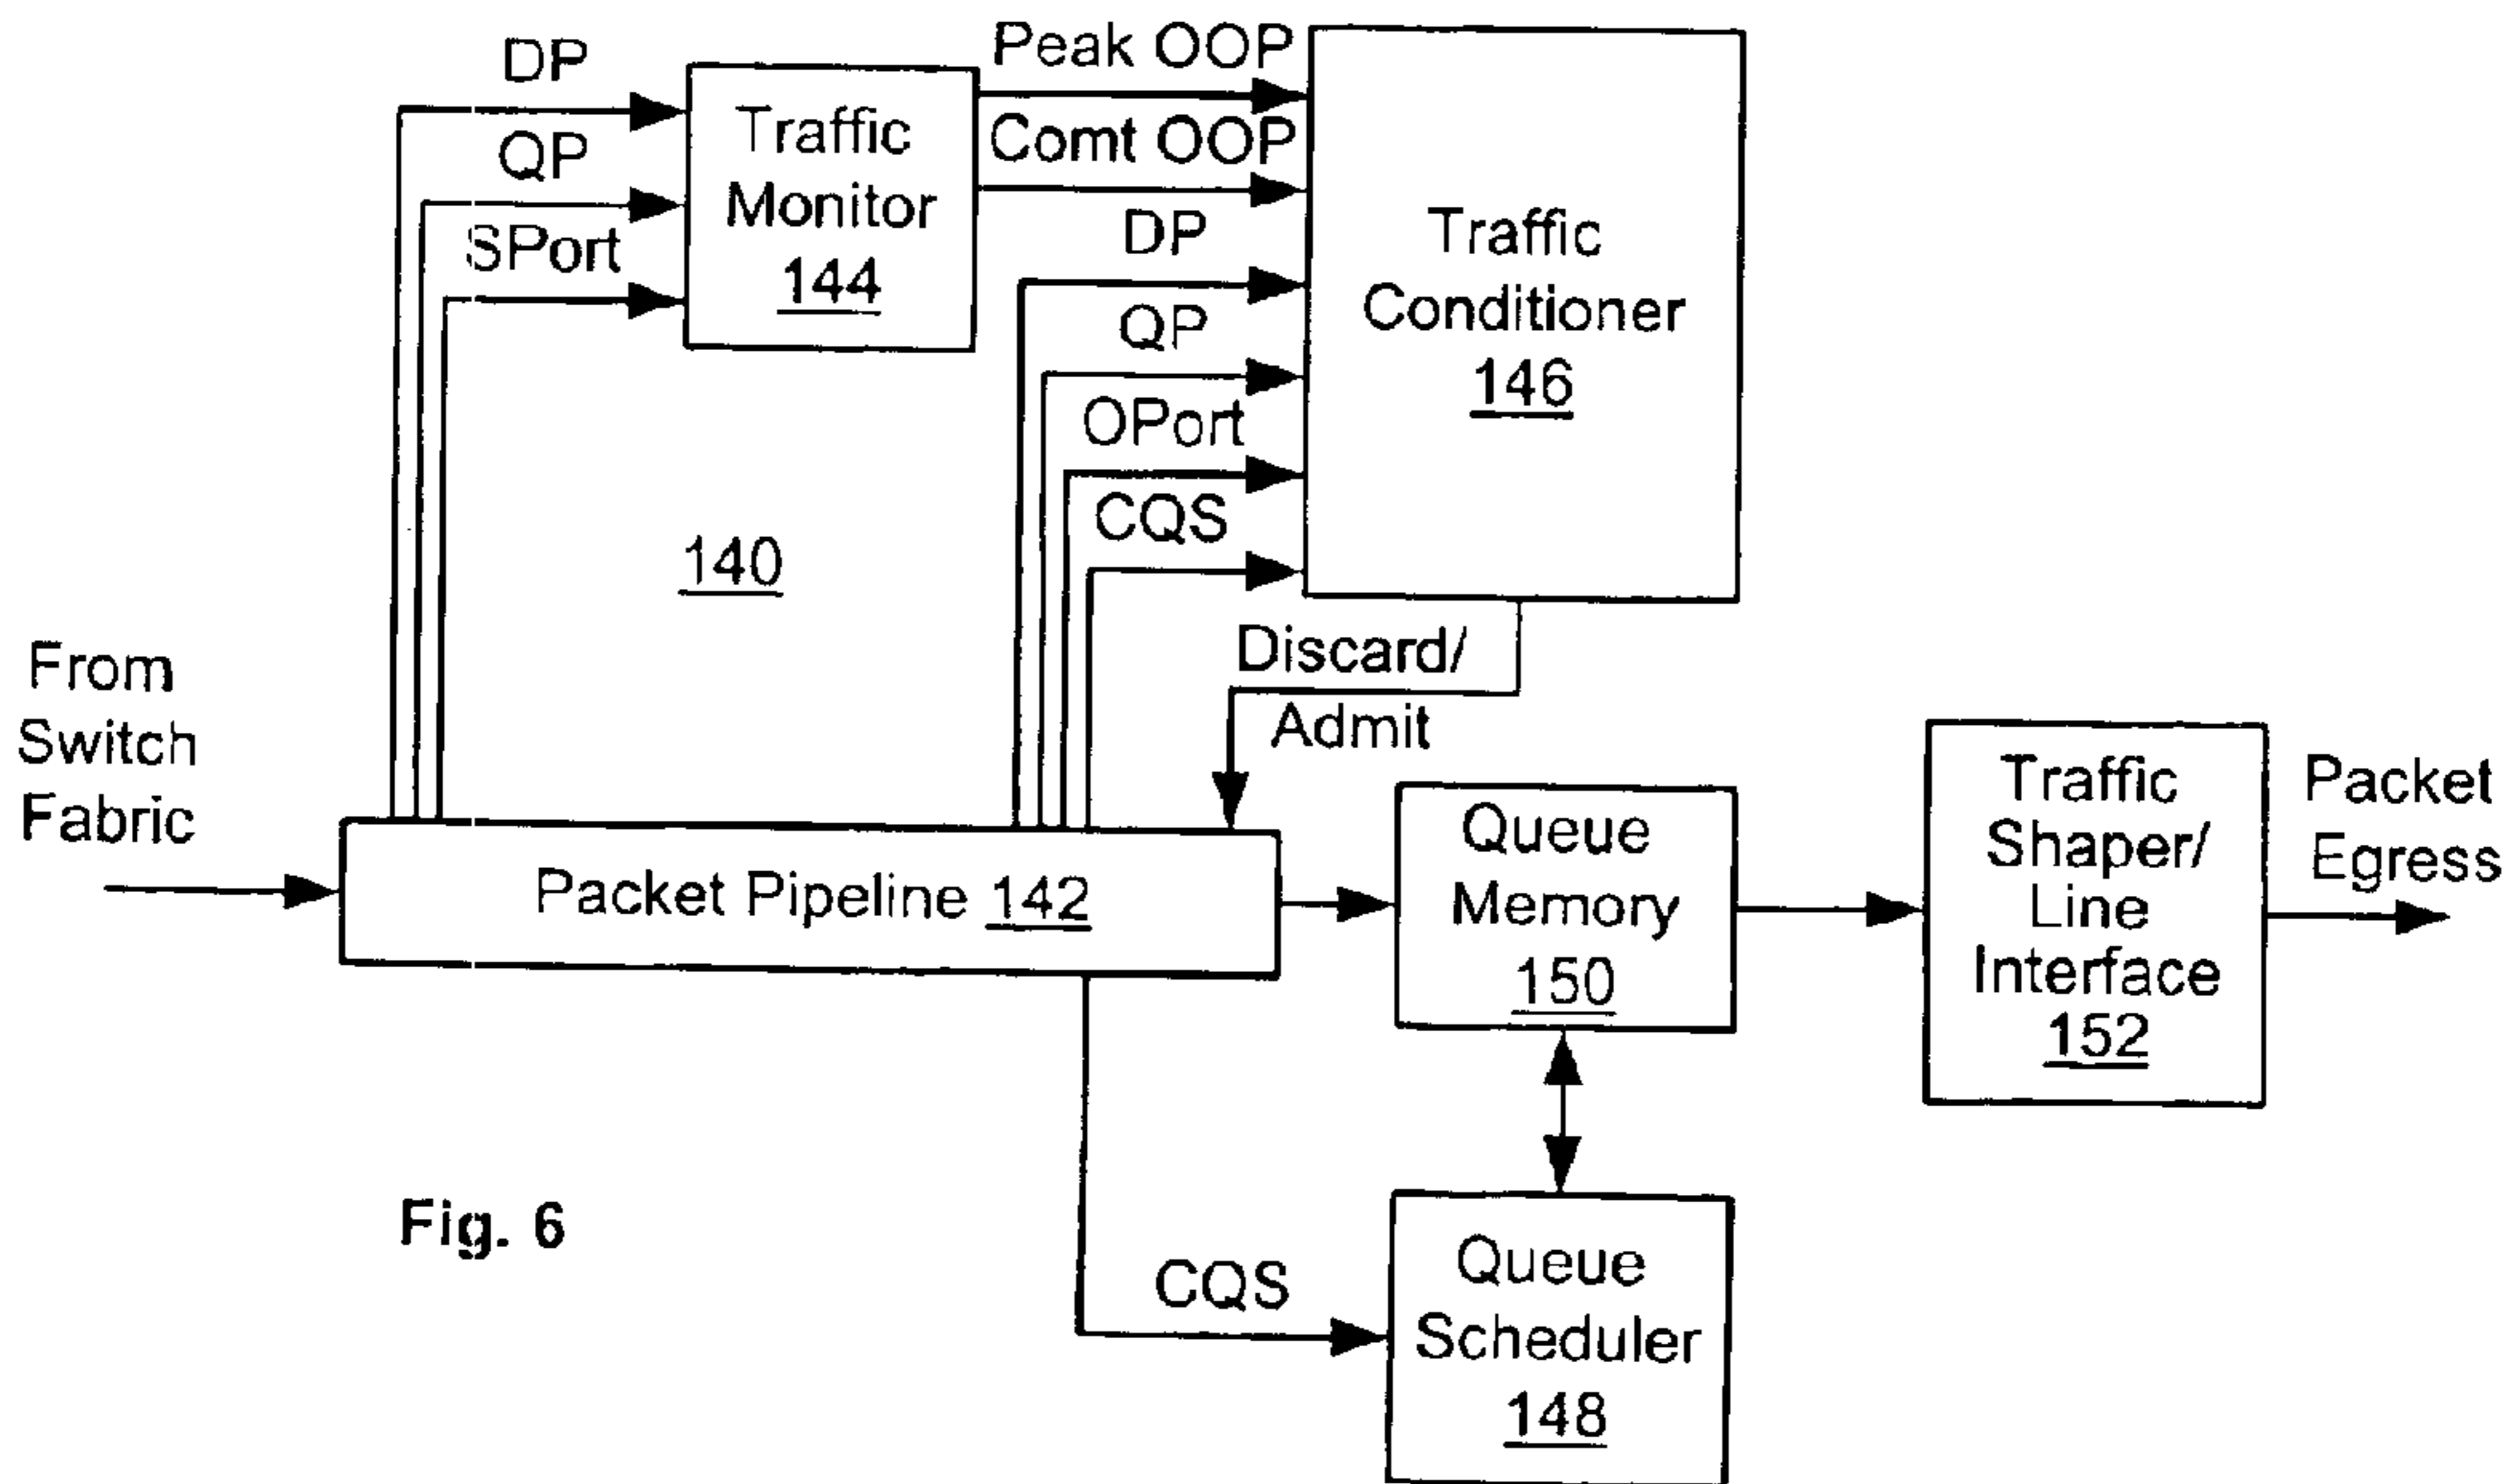 DP
QP
SPort
Traffic
Monitor
144
Peak OOP
Comt OOP
DP
QP
OPort
CQS
Traffic
Conditioner
146
140
Discard/
Admit
From
Switch
Fabric
Packet Pipeline 142
Queue
Memory
150
Traffic
Shaper/
Line
Interface
152
Packet
Egress
CQS
Queue
Scheduler
148
Fig. 6